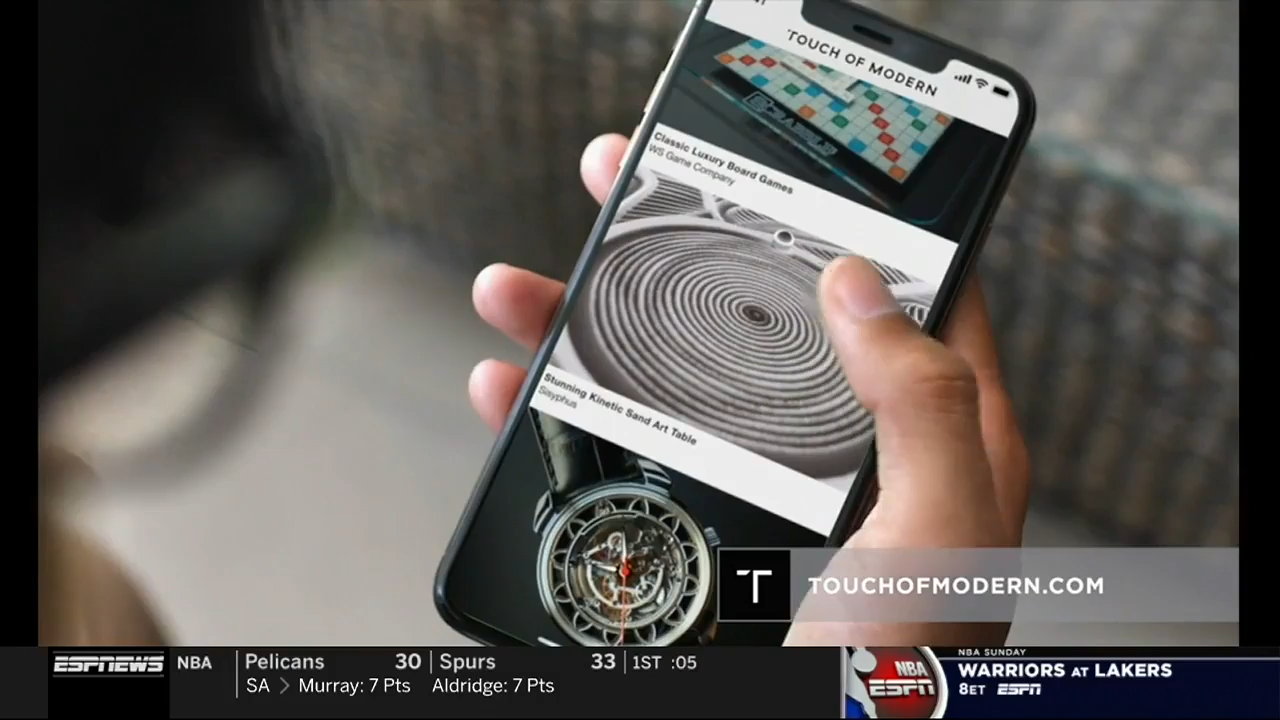 TOUCH OF MODERN
SCRABBLE
Classic Luxury Board Games
WS Game Company
Stunning Kinetic Sand Art Table
Sisyphus
T TOUCHOFMODERN.COM
ESPNEWS NBA Pelicans 30 Spurs 33 1ST :05
SA > Murray: 7 Pts Aldridge: 7 Pts
NBA
ESPN
NBA SUNDAY
WARRIORS AT LAKERS
8ET ESPN